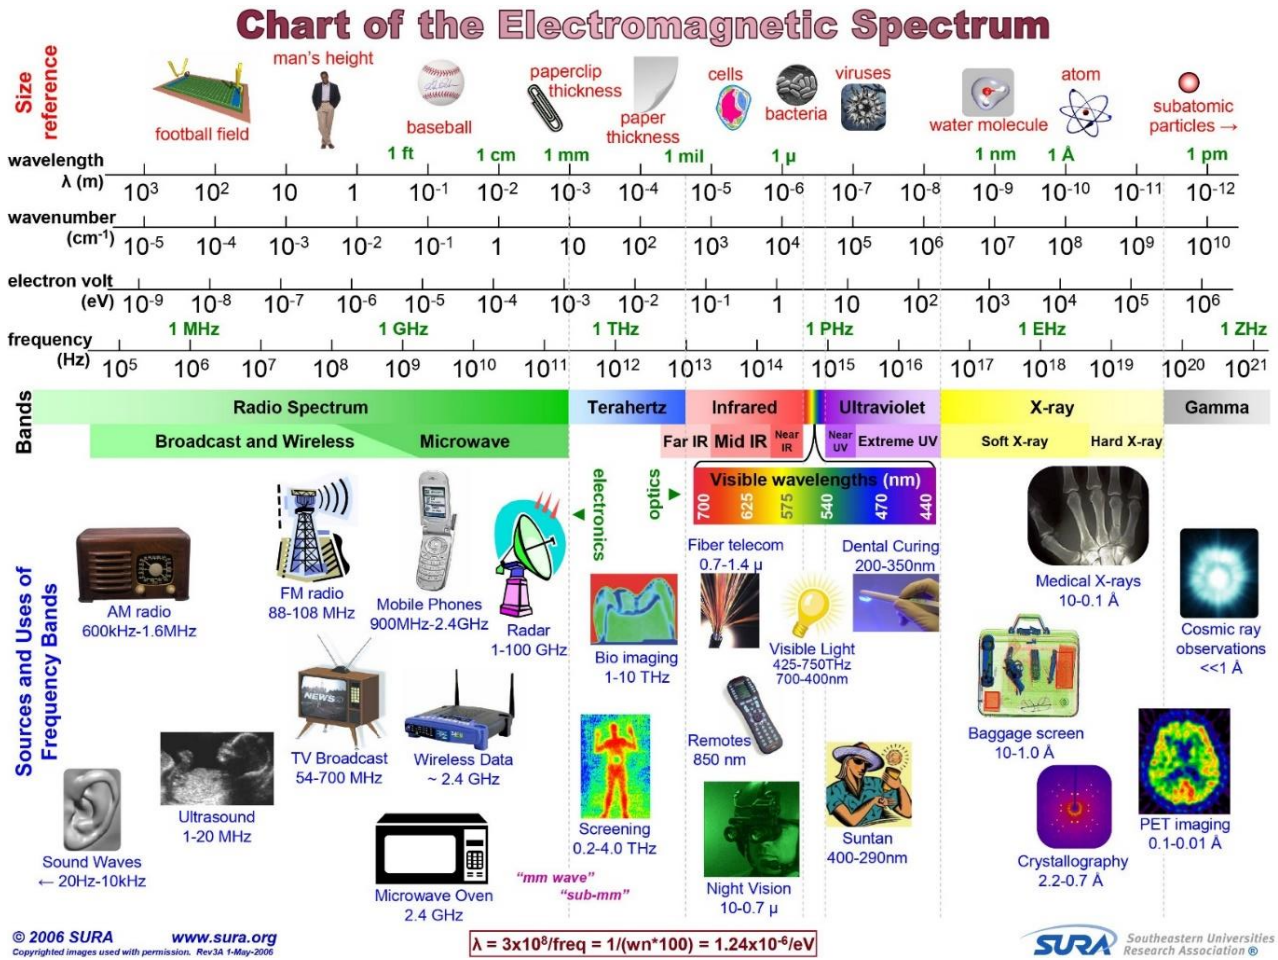 Chart of the Electromagnetic Spectrum
Size
reference
football field
man's height
baseball
paperclip
thickness
paper
thickness
cells
bacteria
viruses
water molecule
atom
subatomic
particles →
wavelength
λ (m)
1 ft 1 cm 1 mm 1 mil 1 µ 1 nm 1 Å 1 pm
10³ 10² 10 1 10⁻¹ 10⁻² 10⁻³ 10⁻⁴ 10⁻⁵ 10⁻⁶ 10⁻⁷ 10⁻⁸ 10⁻⁹ 10⁻¹⁰ 10⁻¹¹ 10⁻¹²
wavenumber
(cm⁻¹)
10⁻⁵ 10⁻⁴ 10⁻³ 10⁻² 10⁻¹ 1 10 10² 10³ 10⁴ 10⁵ 10⁶ 10⁷ 10⁸ 10⁹ 10¹⁰
electron volt
(eV)
10⁻⁹ 10⁻⁸ 10⁻⁷ 10⁻⁶ 10⁻⁵ 10⁻⁴ 10⁻³ 10⁻² 10⁻¹ 1 10 10² 10³ 10⁴ 10⁵ 10⁶
frequency
(Hz)
1 MHz 1 GHz 1 THz 1 PHz 1 EHz 1 ZHz
10⁵ 10⁶ 10⁷ 10⁸ 10⁹ 10¹⁰ 10¹¹ 10¹² 10¹³ 10¹⁴ 10¹⁵ 10¹⁶ 10¹⁷ 10¹⁸ 10¹⁹ 10²⁰ 10²¹
Bands
Radio Spectrum Terahertz Infrared Ultraviolet X-ray Gamma
Broadcast and Wireless Microwave Far IR Mid IR Near IR Near UV Extreme UV Soft X-ray Hard X-ray
electronics
optics
Visible wavelengths (nm)
700 625 575 540 470 440
Sources and Uses of
Frequency Bands
AM radio
600kHz-1.6MHz
FM radio
88-108 MHz
Mobile Phones
900MHz-2.4GHz
Radar
1-100 GHz
Bio imaging
1-10 THz
Fiber telecom
0.7-1.4 µ
Visible Light
425-750THz
700-400nm
Dental Curing
200-350nm
Medical X-rays
10-0.1 Å
Cosmic ray
observations
<<1 Å
NEWS
TV Broadcast
54-700 MHz
Wireless Data
~ 2.4 GHz
Remotes
850 nm
Baggage screen
10-1.0 Å
Sound Waves
← 20Hz-10kHz
Ultrasound
1-20 MHz
Microwave Oven
2.4 GHz
"mm wave"
"sub-mm"
Screening
0.2-4.0 THz
Night Vision
10-0.7 µ
Suntan
400-290nm
Crystallography
2.2-0.7 Å
PET imaging
0.1-0.01 Å
© 2006 SURA www.sura.org
Copyrighted images used with permission. Rev3A 1-May-2006
λ = 3x10⁸/freq = 1/(wn*100) = 1.24x10⁻⁶/eV
SURA
Southeastern Universities
Research Association ®